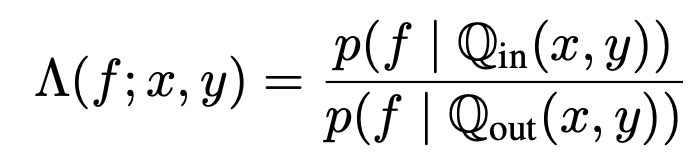 Λ(f; x, y) = p(f | ℚin(x, y)) / p(f | ℚout(x, y))